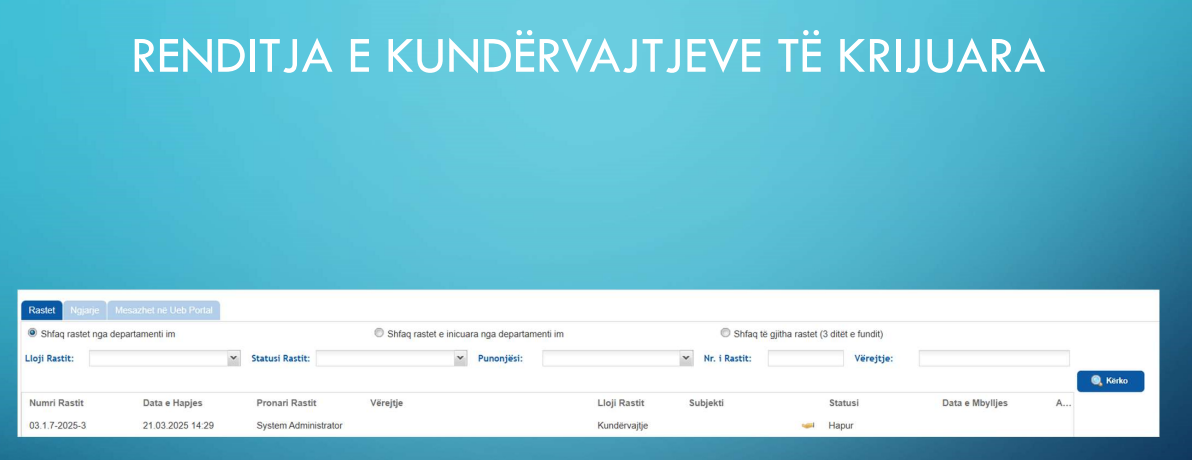 RENDITJA E KUNDËRVAJTJEVE TË KRIJUARA
Rastet Ngjarje Mesazhet në Ueb Portal
Shfaq rastet nga departamenti im Shfaq rastet e inicuara nga departamenti im Shfaq të gjitha rastet (3 ditët e fundit)
Lloji Rastit: Statusi Rastit: Punonjësi: Nr. i Rastit: Vërejtje:
Kërko
Numri Rastit Data e Hapjes Pronari Rastit Vërejtje Lloji Rastit Subjekti Statusi Data e Mbylljes A...
03.1.7-2025-3 21.03.2025 14:29 System Administrator Kundërvajtje Hapur